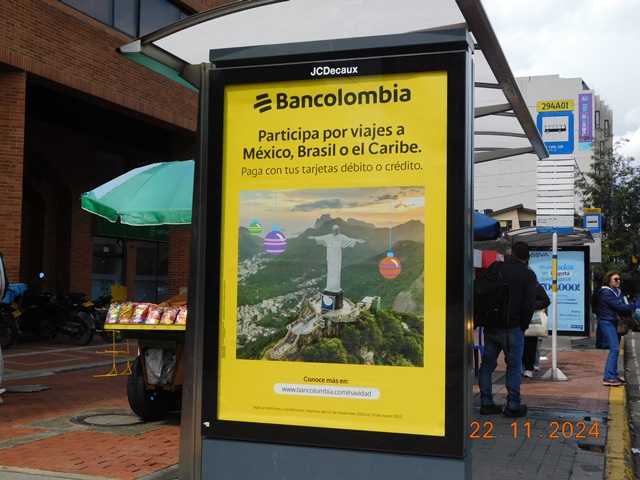 JCDecaux
Bancolombia
Participa por viajes a
México, Brasil o el Caribe.
Paga con tus tarjetas débito o crédito.
Conoce más en:
www.bancolombia.com/navidad
294A01
BBVA
22 11 2024